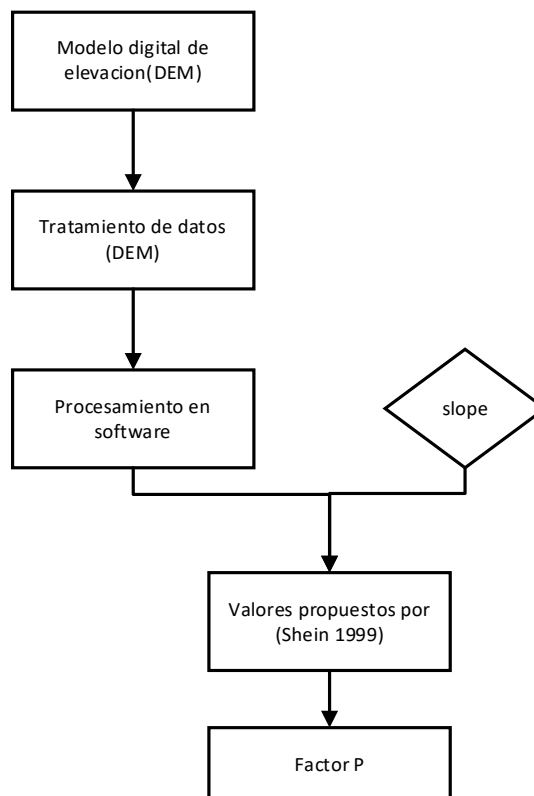 Modelo digital de
elevacion(DEM)
Tratamiento de datos
(DEM)
Procesamiento en
software
slope
Valores propuestos por
(Shein 1999)
Factor P